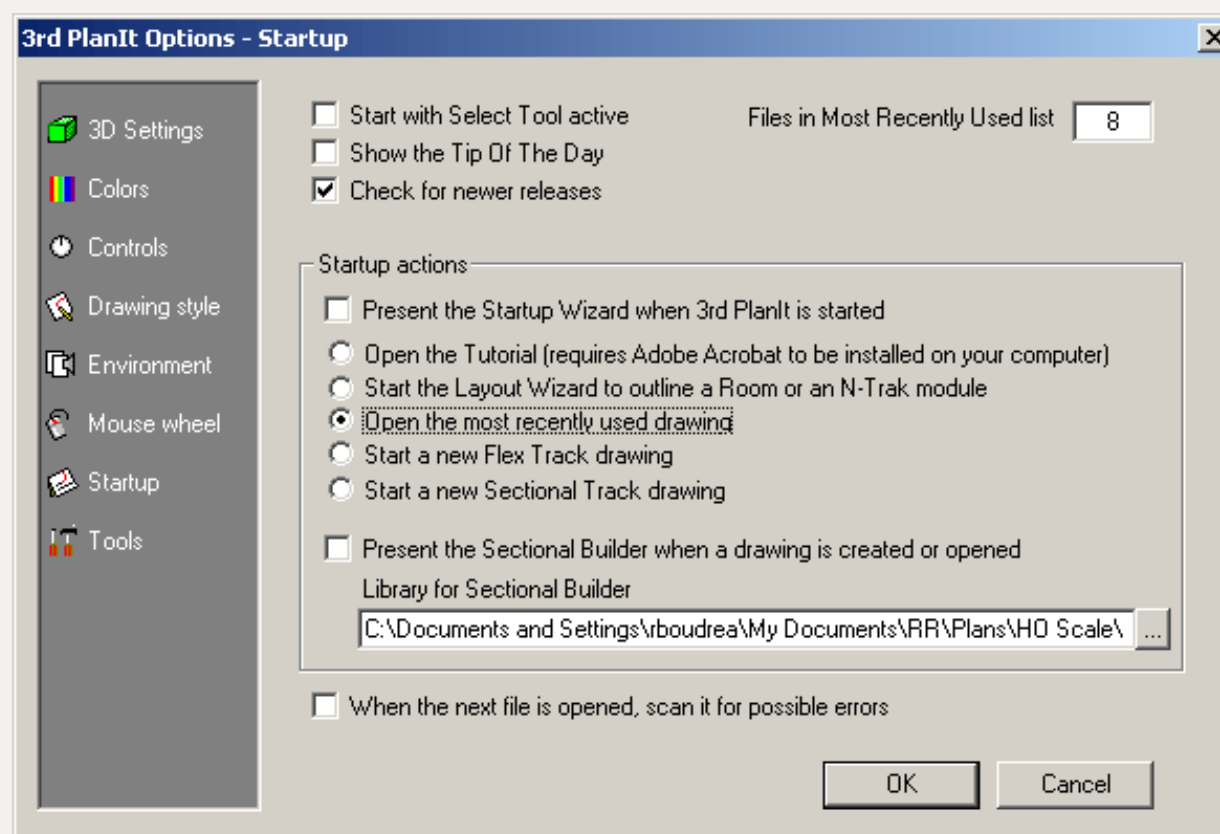 3rd PlanIt Options - Startup
3D Settings
Colors
Controls
Drawing style
Environment
Mouse wheel
Startup
Tools
Start with Select Tool active
Files in Most Recently Used list 8
Show the Tip Of The Day
Check for newer releases
Startup actions
Present the Startup Wizard when 3rd PlanIt is started
Open the Tutorial (requires Adobe Acrobat to be installed on your computer)
Start the Layout Wizard to outline a Room or an N-Trak module
Open the most recently used drawing
Start a new Flex Track drawing
Start a new Sectional Track drawing
Present the Sectional Builder when a drawing is created or opened
Library for Sectional Builder
C:\Documents and Settings\rboudrea\My Documents\RR\Plans\HO Scale\ ...
When the next file is opened, scan it for possible errors
OK Cancel